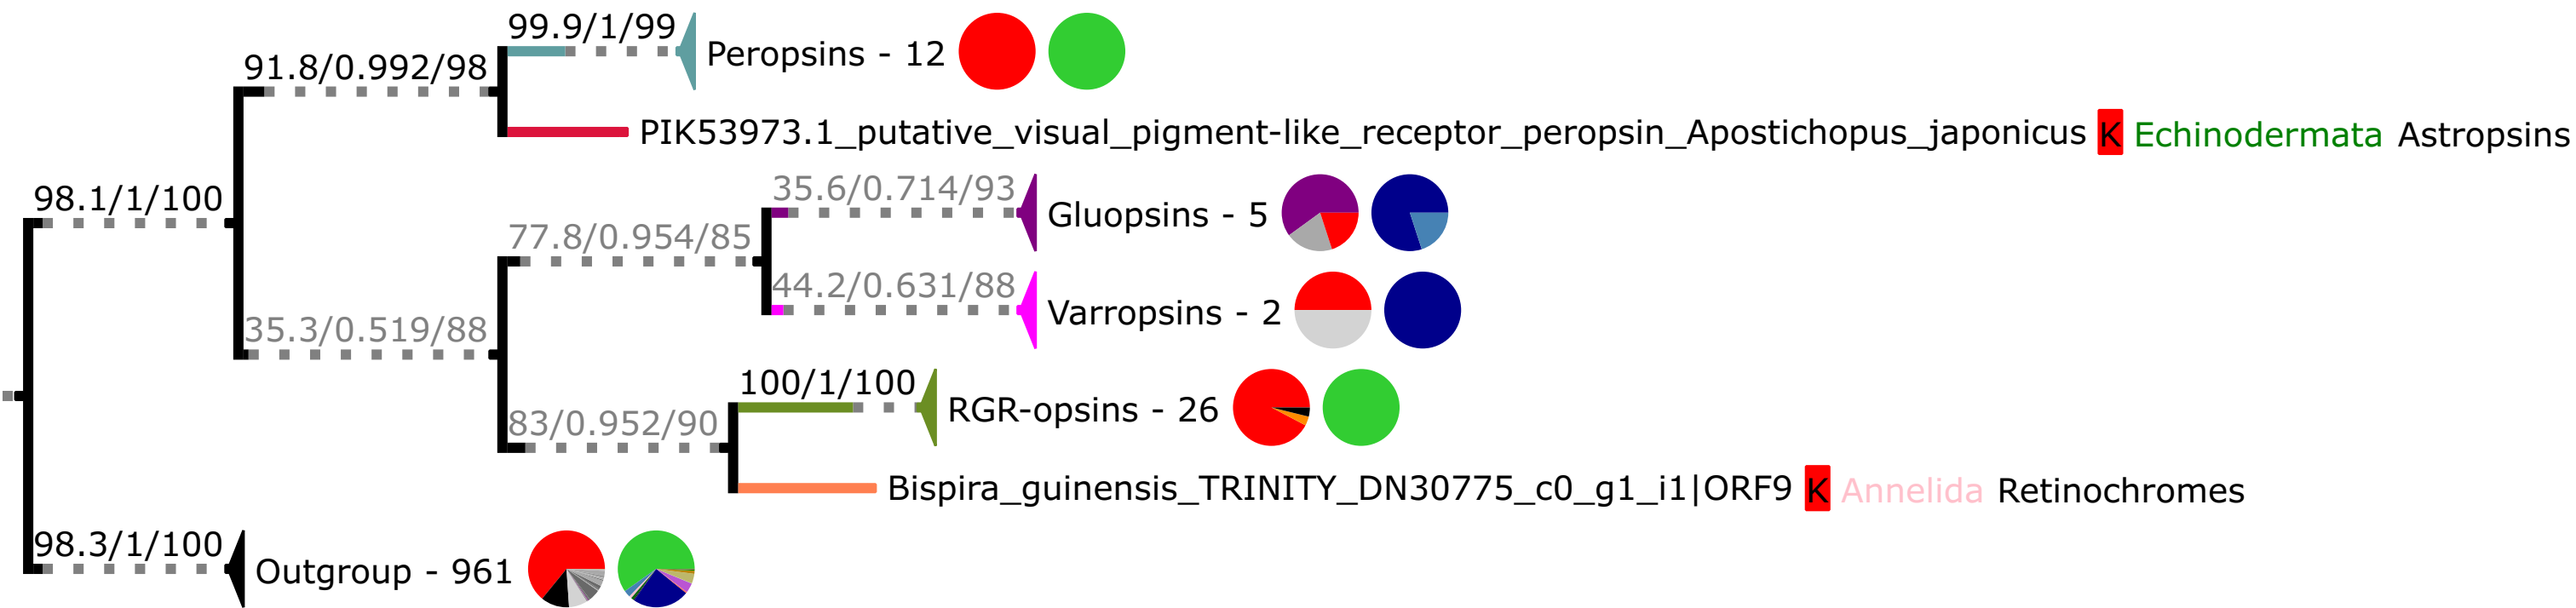 99.9/1/99
Peropsins - 12
91.8/0.992/98
PIK53973.1_putative_visual_pigment-like_receptor_peropsin_Apostichopus_japonicus K Echinodermata Astropsins
98.1/1/100
35.6/0.714/93
Gluopsins - 5
77.8/0.954/85
44.2/0.631/88
Varropsins - 2
35.3/0.519/88
100/1/100
RGR-opsins - 26
83/0.952/90
Bispira_guinensis_TRINITY_DN30775_c0_g1_i1|ORF9 K Annelida Retinochromes
98.3/1/100
Outgroup - 961